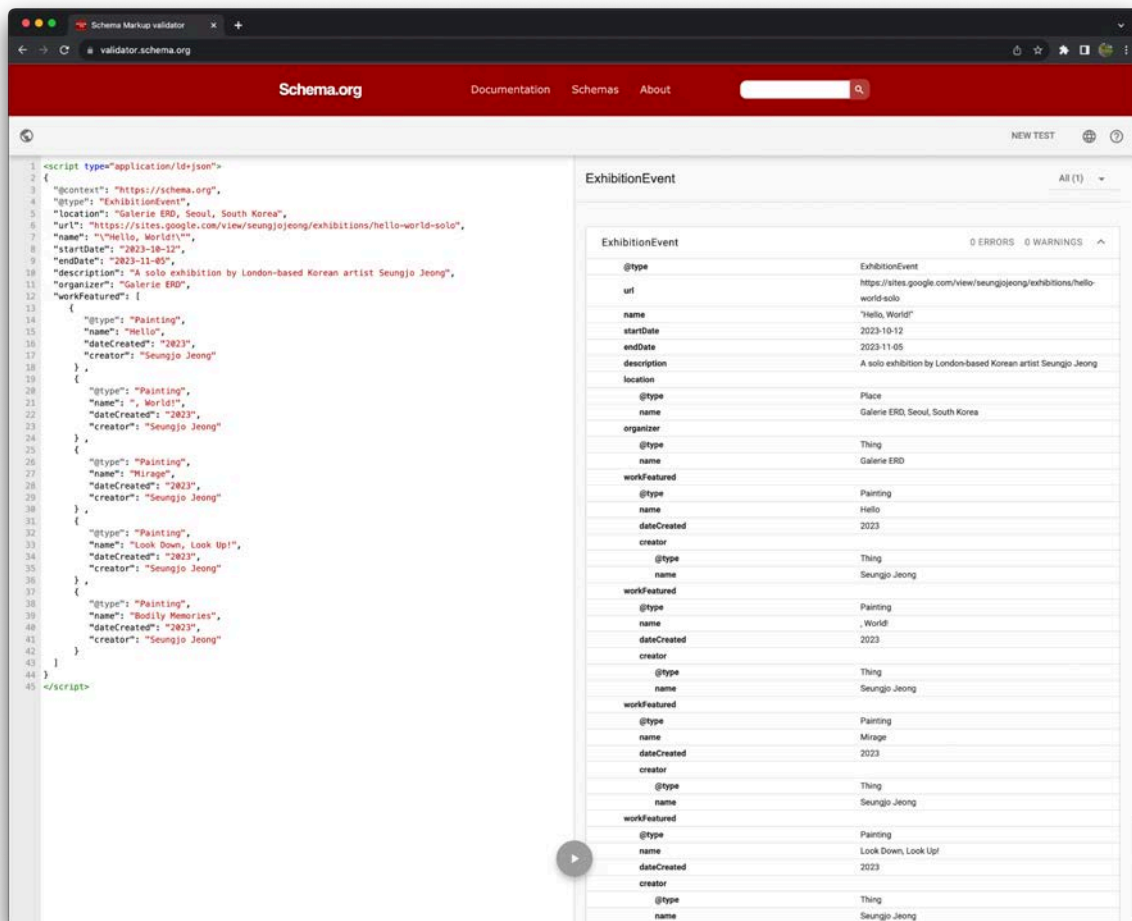 Schema Markup validator
validator.schema.org
Schema.org Documentation Schemas About
NEW TEST
1 <script type="application/ld+json">
2 {
3 "@context": "https://schema.org",
4 "@type": "ExhibitionEvent",
5 "location": "Galerie ERD, Seoul, South Korea",
6 "url": "https://sites.google.com/view/seungjojeong/exhibitions/hello-world-solo",
7 "name": "\"Hello, World!\"",
8 "startDate": "2023-10-12",
9 "endDate": "2023-11-05",
10 "description": "A solo exhibition by London-based Korean artist Seungjo Jeong",
11 "organizer": "Galerie ERD",
12 "workFeatured": [
13 {
14 "@type": "Painting",
15 "name": "Hello",
16 "dateCreated": "2023",
17 "creator": "Seungjo Jeong"
18 } ,
19 {
20 "@type": "Painting",
21 "name": ", World!",
22 "dateCreated": "2023",
23 "creator": "Seungjo Jeong"
24 } ,
25 {
26 "@type": "Painting",
27 "name": "Mirage",
28 "dateCreated": "2023",
29 "creator": "Seungjo Jeong"
30 } ,
31 {
32 "@type": "Painting",
33 "name": "Look Down, Look Up!",
34 "dateCreated": "2023",
35 "creator": "Seungjo Jeong"
36 } ,
37 {
38 "@type": "Painting",
39 "name": "Bodily Memories",
40 "dateCreated": "2023",
41 "creator": "Seungjo Jeong"
42 }
43 ]
44 }
45 </script>
ExhibitionEvent All (1)
ExhibitionEvent 0 ERRORS 0 WARNINGS
@type ExhibitionEvent
url https://sites.google.com/view/seungjojeong/exhibitions/hello-
world-solo
name "Hello, World!"
startDate 2023-10-12
endDate 2023-11-05
description A solo exhibition by London-based Korean artist Seungjo Jeong
location
@type Place
name Galerie ERD, Seoul, South Korea
organizer
@type Thing
name Galerie ERD
workFeatured
@type Painting
name Hello
dateCreated 2023
creator
@type Thing
name Seungjo Jeong
workFeatured
@type Painting
name , World!
dateCreated 2023
creator
@type Thing
name Seungjo Jeong
workFeatured
@type Painting
name Mirage
dateCreated 2023
creator
@type Thing
name Seungjo Jeong
workFeatured
@type Painting
name Look Down, Look Up!
dateCreated 2023
creator
@type Thing
name Seungjo Jeong